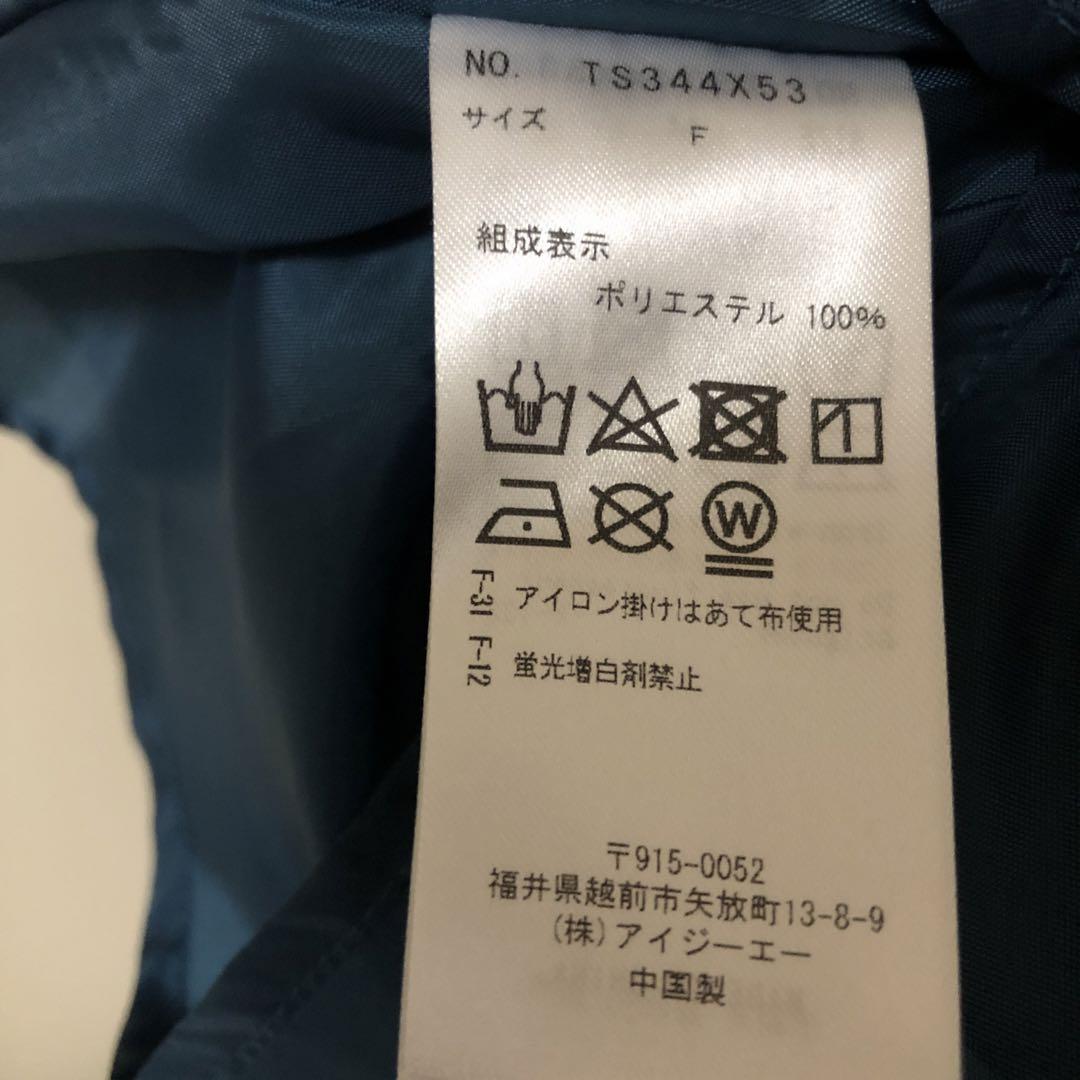 NO. TS344X53
サイズ F
組成表示
ポリエステル 100%
W
F-31 アイロン掛けはあて布使用
F-12 蛍光増白剤禁止
〒915-0052
福井県越前市矢放町13-8-9
(株)アイジーエー
中国製